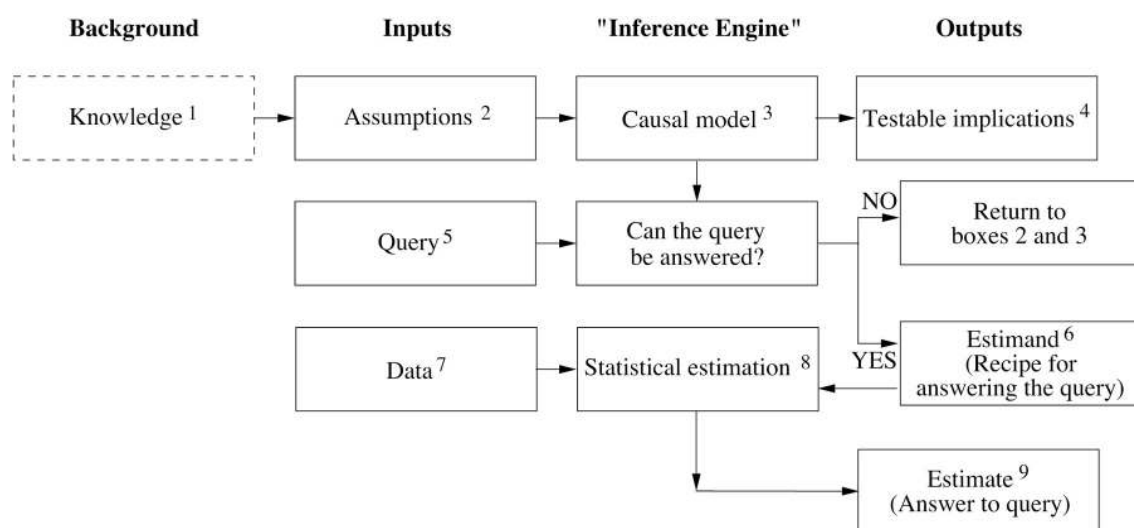 Background
Inputs
"Inference Engine"
Outputs
Knowledge 1
Assumptions 2
Causal model 3
Testable implications 4
Query 5
Can the query
be answered?
NO
Return to
boxes 2 and 3
Data 7
Statistical estimation 8
YES
Estimand 6
(Recipe for
answering the query)
Estimate 9
(Answer to query)